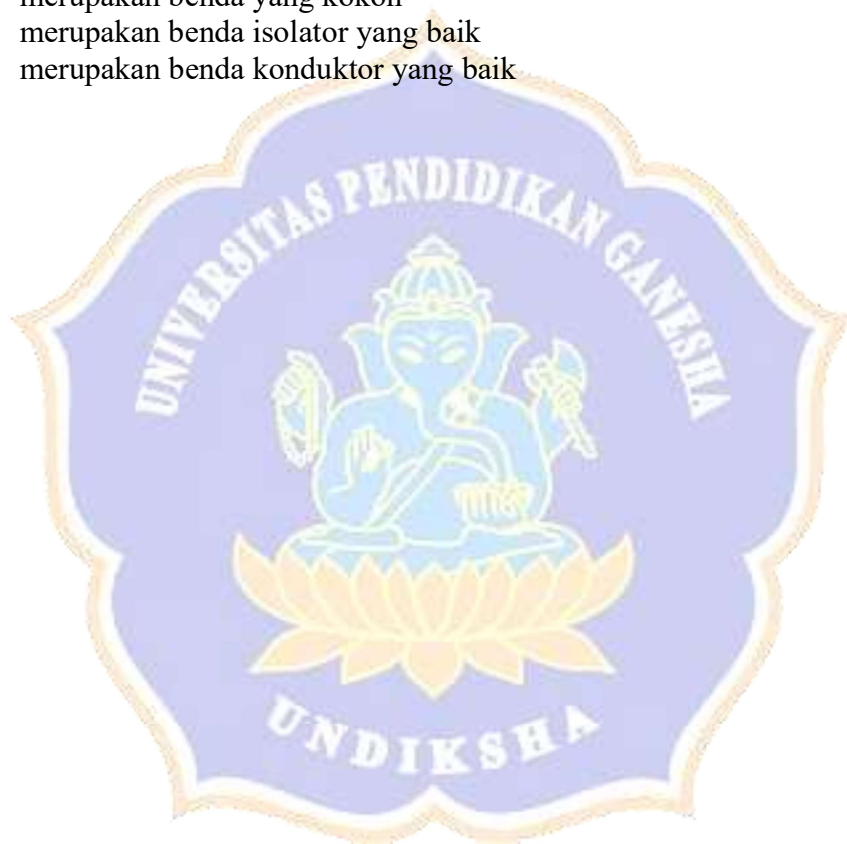 merupakan benda yang kokoh
merupakan benda isolator yang baik
merupakan benda konduktor yang baik
UNIVERSITAS PENDIDIKAN GANESHA
UNDIKSHA